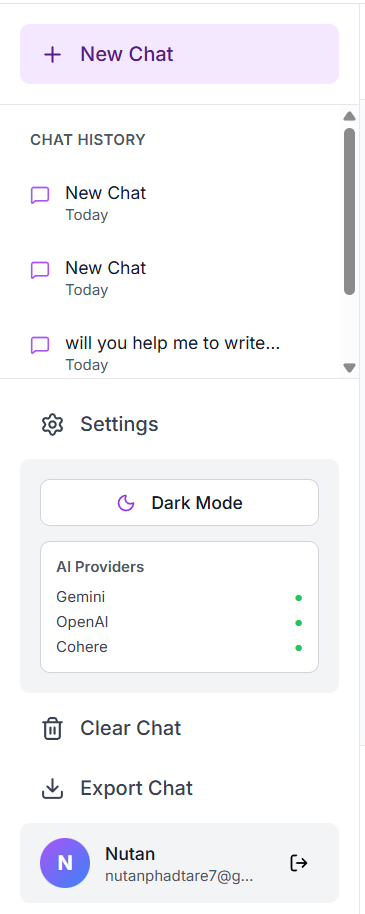 New Chat
CHAT HISTORY
New Chat
Today
New Chat
Today
will you help me to write...
Today
Settings
Dark Mode
AI Providers
Gemini
OpenAI
Cohere
Clear Chat
Export Chat
N
Nutan
nutanphadtare7@g...